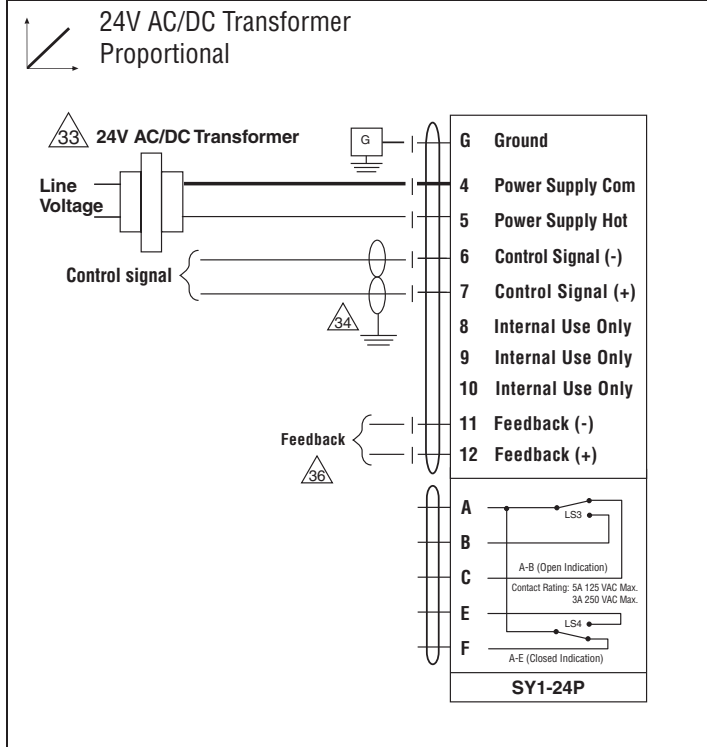 24V AC/DC Transformer
Proportional
33 24V AC/DC Transformer
Line
Voltage
Control signal
34
Feedback
36
G
G Ground
4 Power Supply Com
5 Power Supply Hot
6 Control Signal (-)
7 Control Signal (+)
8 Internal Use Only
9 Internal Use Only
10 Internal Use Only
11 Feedback (-)
12 Feedback (+)
A
LS3
B
A-B (Open Indication)
C
Contact Rating: 5A 125 VAC Max.
3A 250 VAC Max.
E
LS4
F
A-E (Closed Indication)
SY1-24P